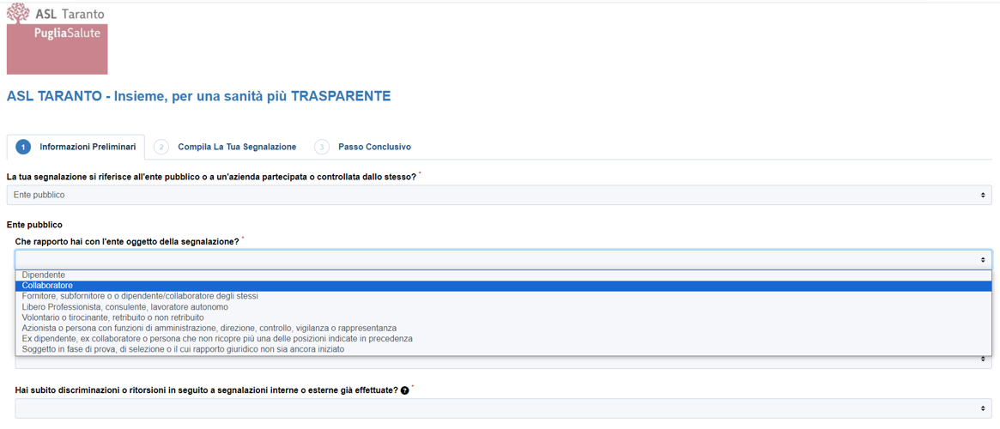 ASL Taranto
PugliaSalute
ASL TARANTO - Insieme, per una sanità più TRASPARENTE
1 Informazioni Preliminari 2 Compila La Tua Segnalazione 3 Passo Conclusivo
La tua segnalazione si riferisce all'ente pubblico o a un'azienda partecipata o controllata dallo stesso? *
Ente pubblico
Ente pubblico
Che rapporto hai con l'ente oggetto della segnalazione? *
Dipendente
Collaboratore
Fornitore, subfornitore o o dipendente/collaboratore degli stessi
Libero Professionista, consulente, lavoratore autonomo
Volontario o tirocinante, retribuito o non retribuito
Azionista o persona con funzioni di amministrazione, direzione, controllo, vigilanza o rappresentanza
Ex dipendente, ex collaboratore o persona che non ricopre più una delle posizioni indicate in precedenza
Soggetto in fase di prova, di selezione o il cui rapporto giuridico non sia ancora iniziato
Hai subito discriminazioni o ritorsioni in seguito a segnalazioni interne o esterne già effettuate? ? *